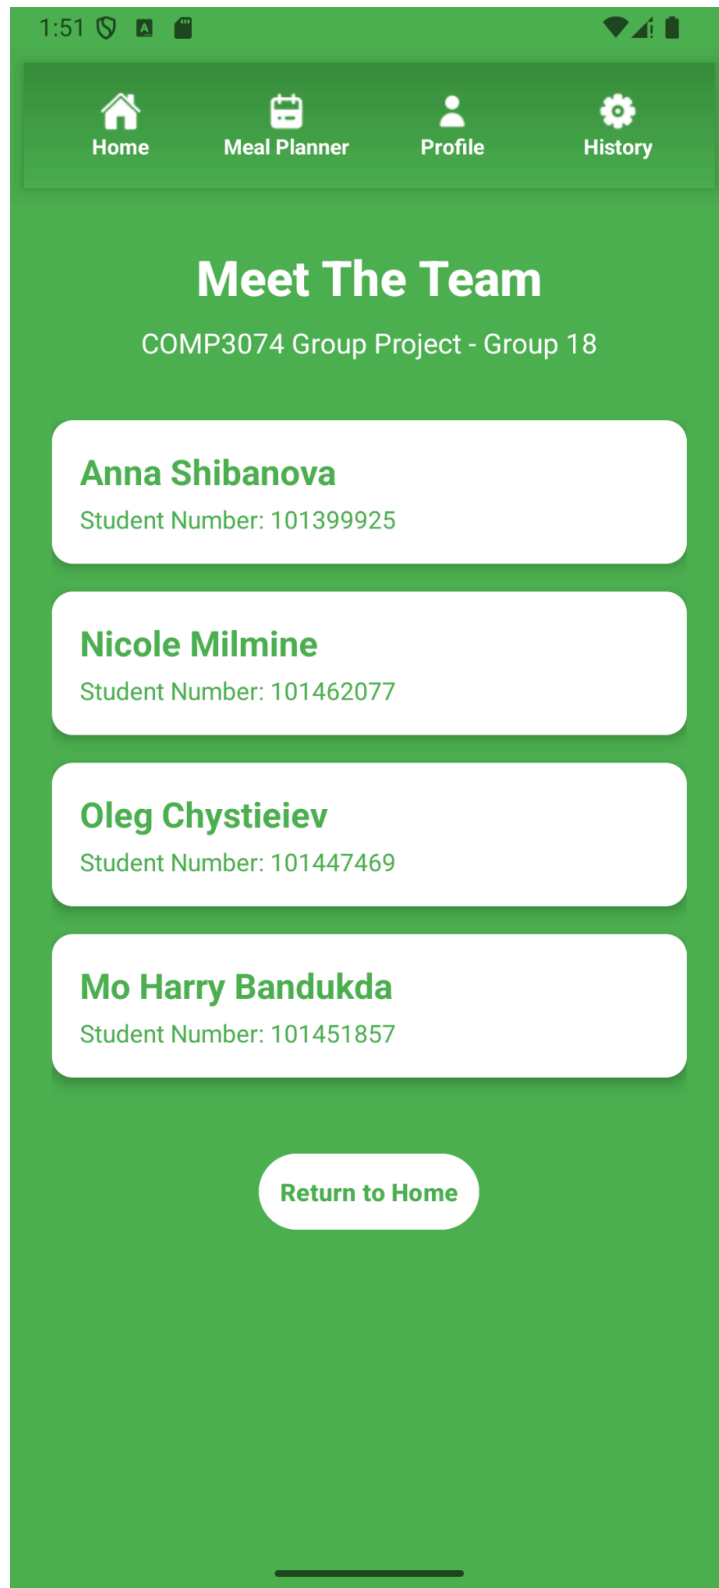 1:51
Home Meal Planner Profile History
Meet The Team
COMP3074 Group Project - Group 18
Anna Shibanova
Student Number: 101399925
Nicole Milmine
Student Number: 101462077
Oleg Chystieiev
Student Number: 101447469
Mo Harry Bandukda
Student Number: 101451857
Return to Home